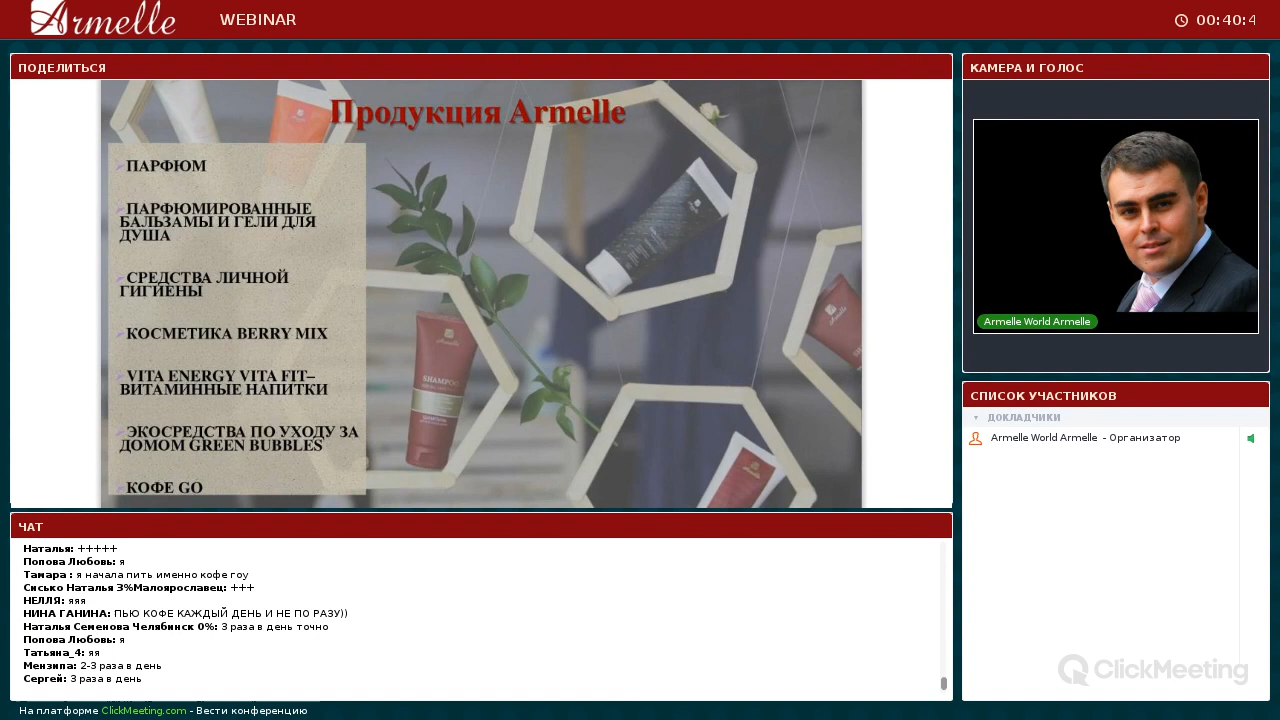 Armelle
WEBINAR
00:40:4
ПОДЕЛИТЬСЯ
Продукция Armelle
ПАРФЮМ
ПАРФЮМИРОВАННЫЕ
БАЛЬЗАМЫ И ГЕЛИ ДЛЯ
ДУША
СРЕДСТВА ЛИЧНОЙ
ГИГИЕНЫ
КОСМЕТИКА BERRY MIX
VITA ENERGY VITA FIT–
ВИТАМИННЫЕ НАПИТКИ
ЭКОСРЕДСТВА ПО УХОДУ ЗА
ДОМОМ GREEN BUBBLES
КОФЕ GO
Armelle
SHAMPOO
КАМЕРА И ГОЛОС
Armelle World Armelle
СПИСОК УЧАСТНИКОВ
ДОКЛАДЧИКИ
Armelle World Armelle - Организатор
ClickMeeting
ЧАТ
Наталья: +++++
Попова Любовь: я
Тамара : я начала пить именно кофе гоу
Сисько Наталья 3%Малоярославец: +++
НЕЛЛЯ: яяя
НИНА ГАНИНА: ПЬЮ КОФЕ КАЖДЫЙ ДЕНЬ И НЕ ПО РАЗУ))
Наталья Семенова Челябинск 0%: 3 раза в день точно
Попова Любовь: я
Татьяна_4: яя
Мензипа: 2-3 раза в день
Сергей: 3 раза в день
На платформе ClickMeeting.com - Вести конференцию